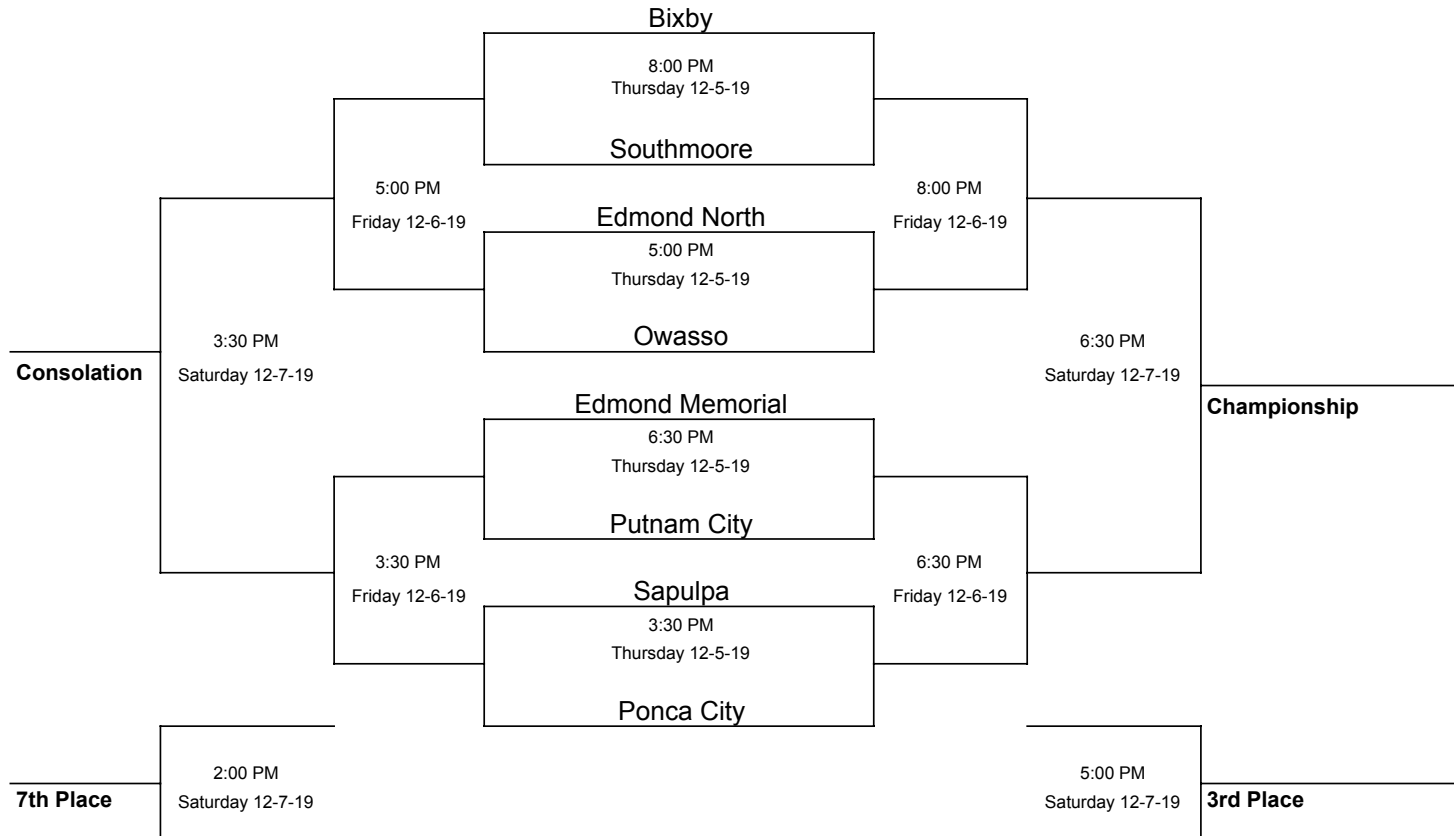 Bixby
8:00 PM
Thursday 12-5-19
Southmoore
5:00 PM
Friday 12-6-19
8:00 PM
Friday 12-6-19
Edmond North
5:00 PM
Thursday 12-5-19
Owasso
3:30 PM
Saturday 12-7-19
Consolation
6:30 PM
Saturday 12-7-19
Championship
Edmond Memorial
6:30 PM
Thursday 12-5-19
Putnam City
3:30 PM
Friday 12-6-19
6:30 PM
Friday 12-6-19
Sapulpa
3:30 PM
Thursday 12-5-19
Ponca City
2:00 PM
Saturday 12-7-19
7th Place
5:00 PM
Saturday 12-7-19
3rd Place